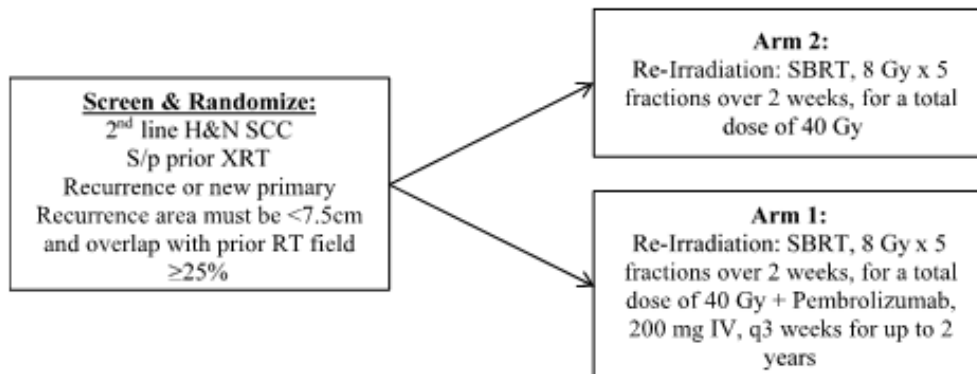 Screen & Randomize:
2nd line H&N SCC
S/p prior XRT
Recurrence or new primary
Recurrence area must be <7.5cm
and overlap with prior RT field
≥25%
Arm 2:
Re-Irradiation: SBRT, 8 Gy x 5
fractions over 2 weeks, for a total
dose of 40 Gy
Arm 1:
Re-Irradiation: SBRT, 8 Gy x 5
fractions over 2 weeks, for a total
dose of 40 Gy + Pembrolizumab,
200 mg IV, q3 weeks for up to 2
years